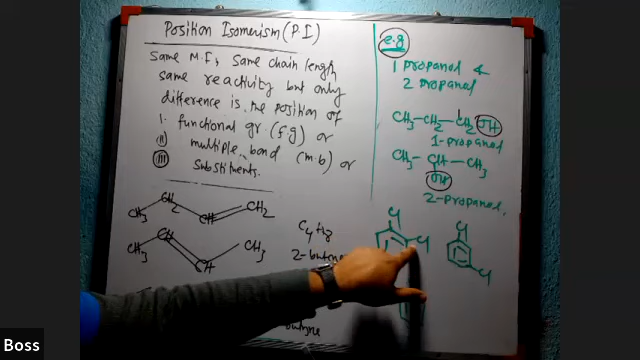 Position Isomerism (P.I)
Same M.F, Same chain length,
same reactivity but only
difference is the position of
I. functional gr (f.g) or
(II) multiple bond (m.b) or
(III) Substituents.
CH3 CH2 CH CH2
CH3 CH CH CH3
C4H8
e.g
1 propanol &
2 propanol
CH3-CH2-CH2 OH
1-propanol
CH3-CH-CH3
OH
2-propanol.
Cl
Cl
Cl
Cl
Boss